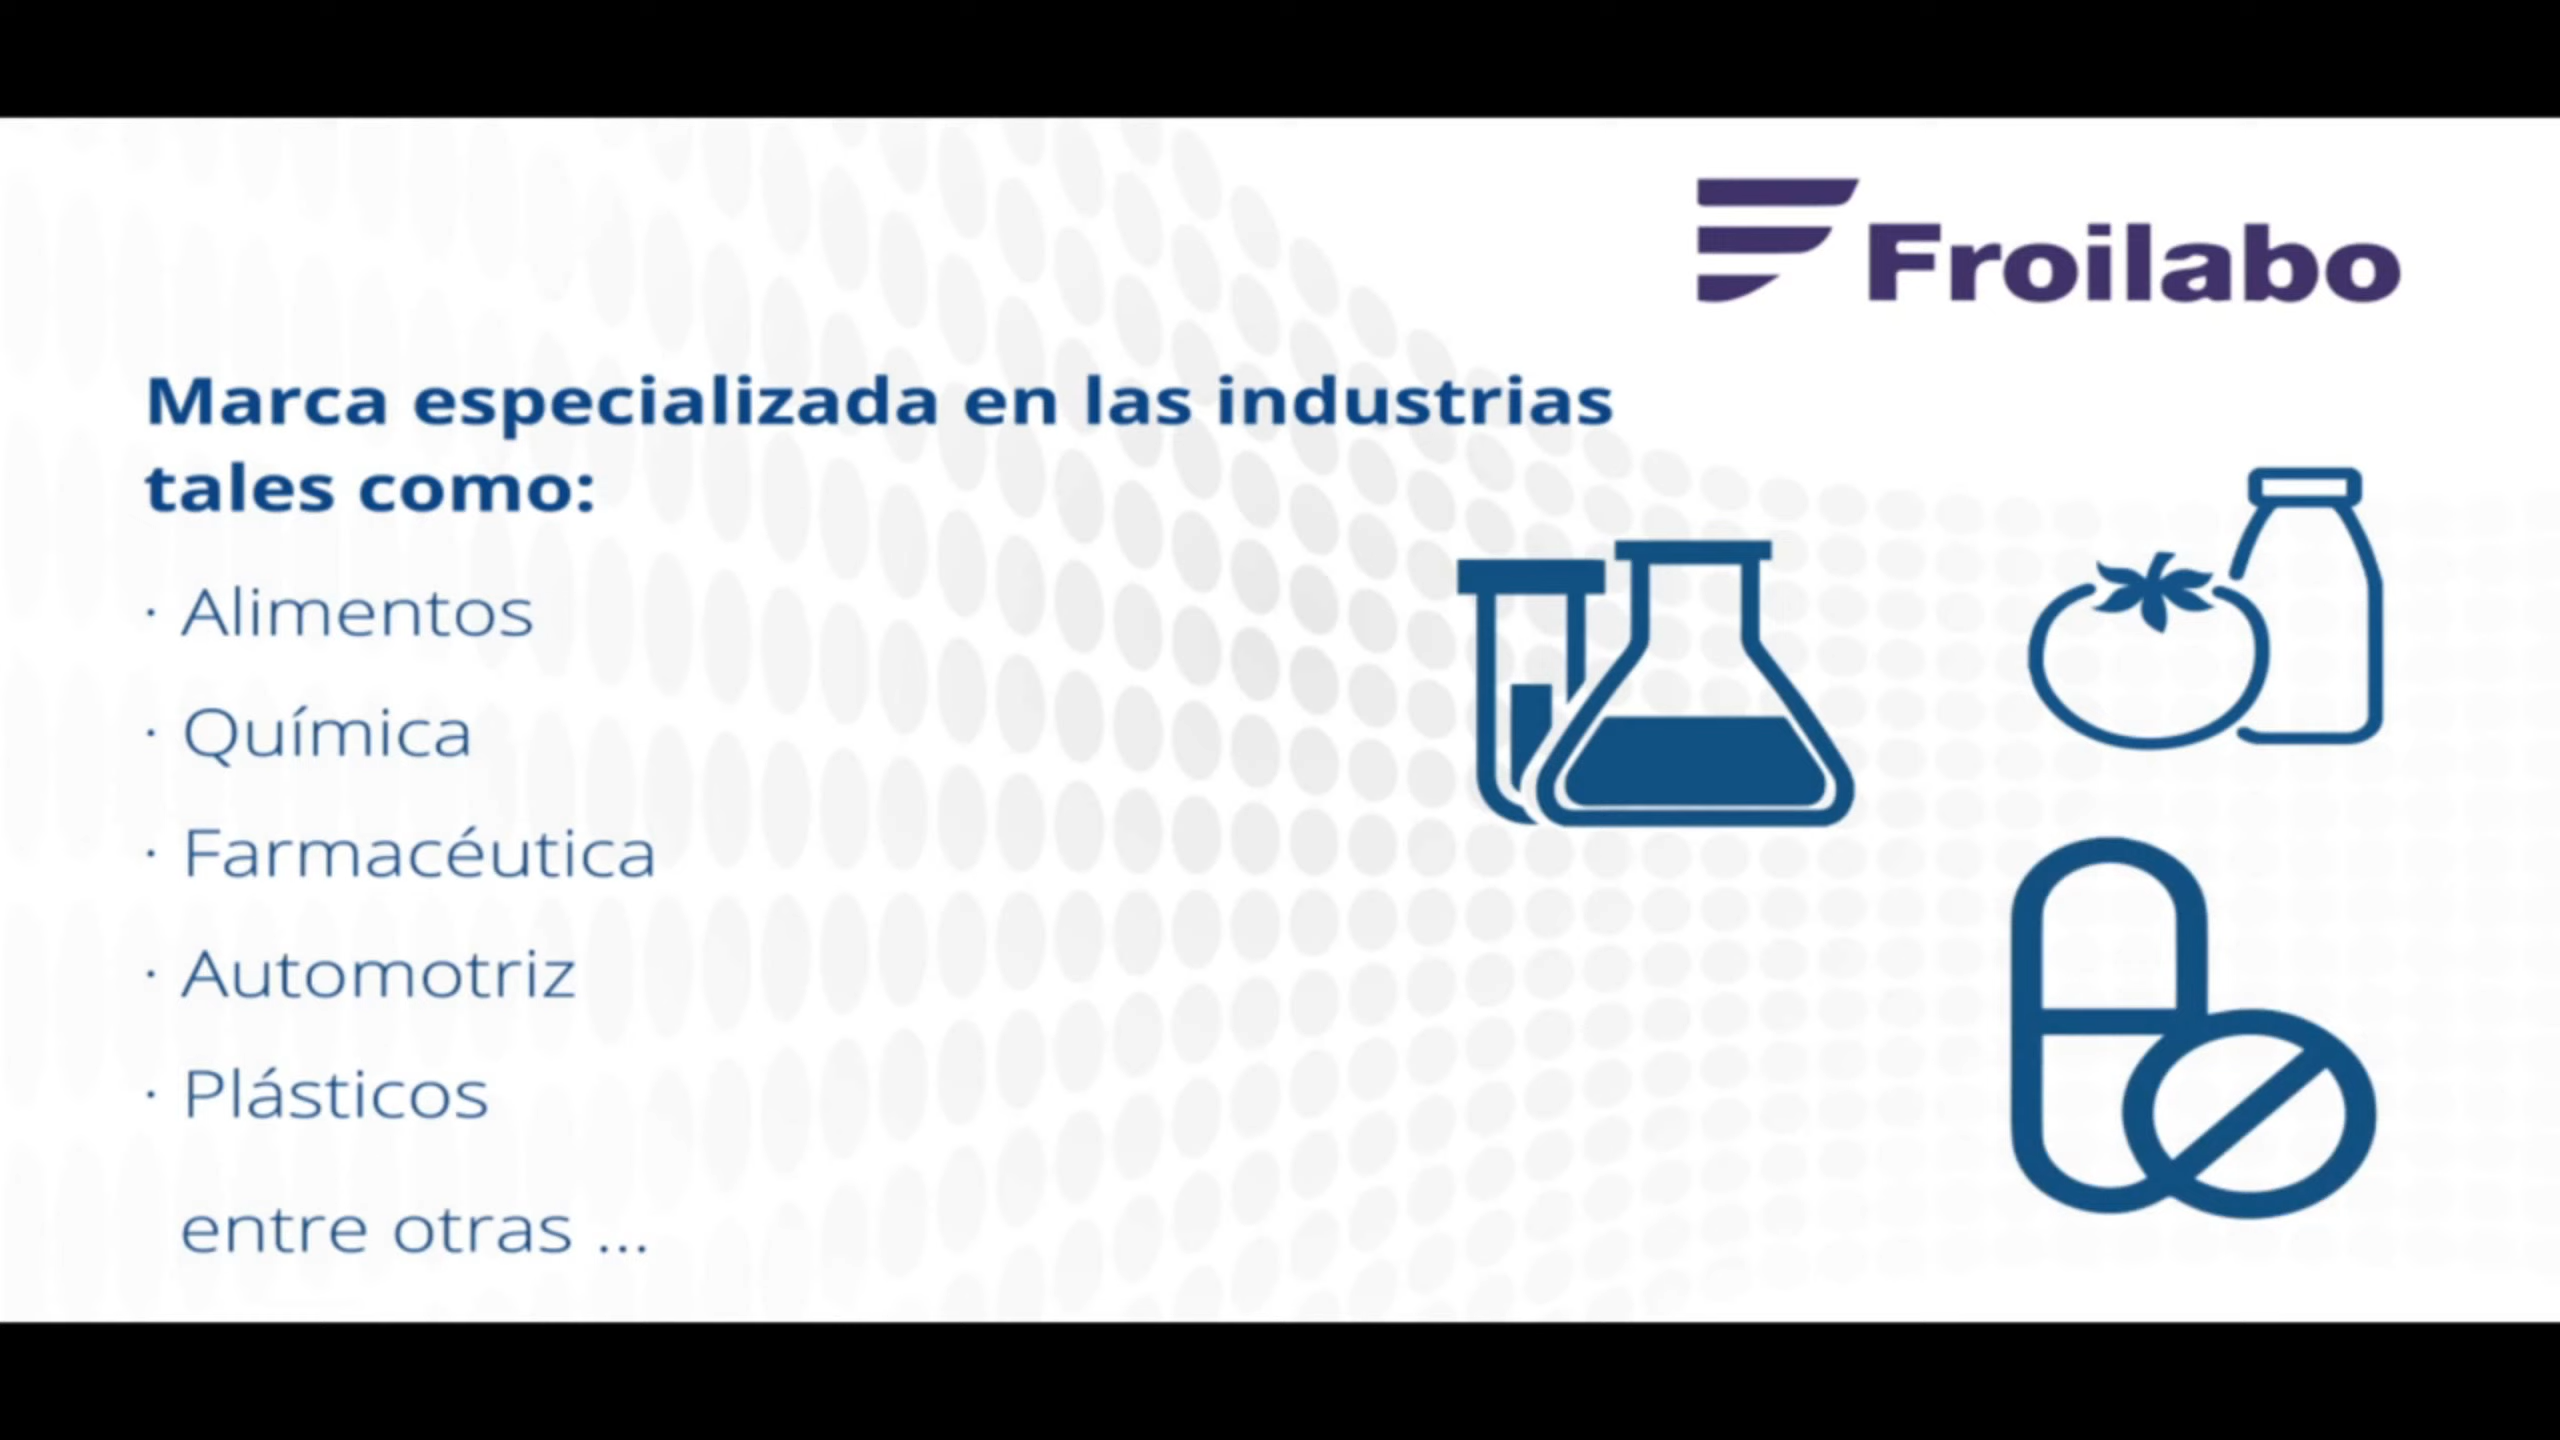 Froilabo
Marca especializada en las industrias
tales como:
· Alimentos
· Química
· Farmacéutica
· Automotriz
· Plásticos
entre otras ...